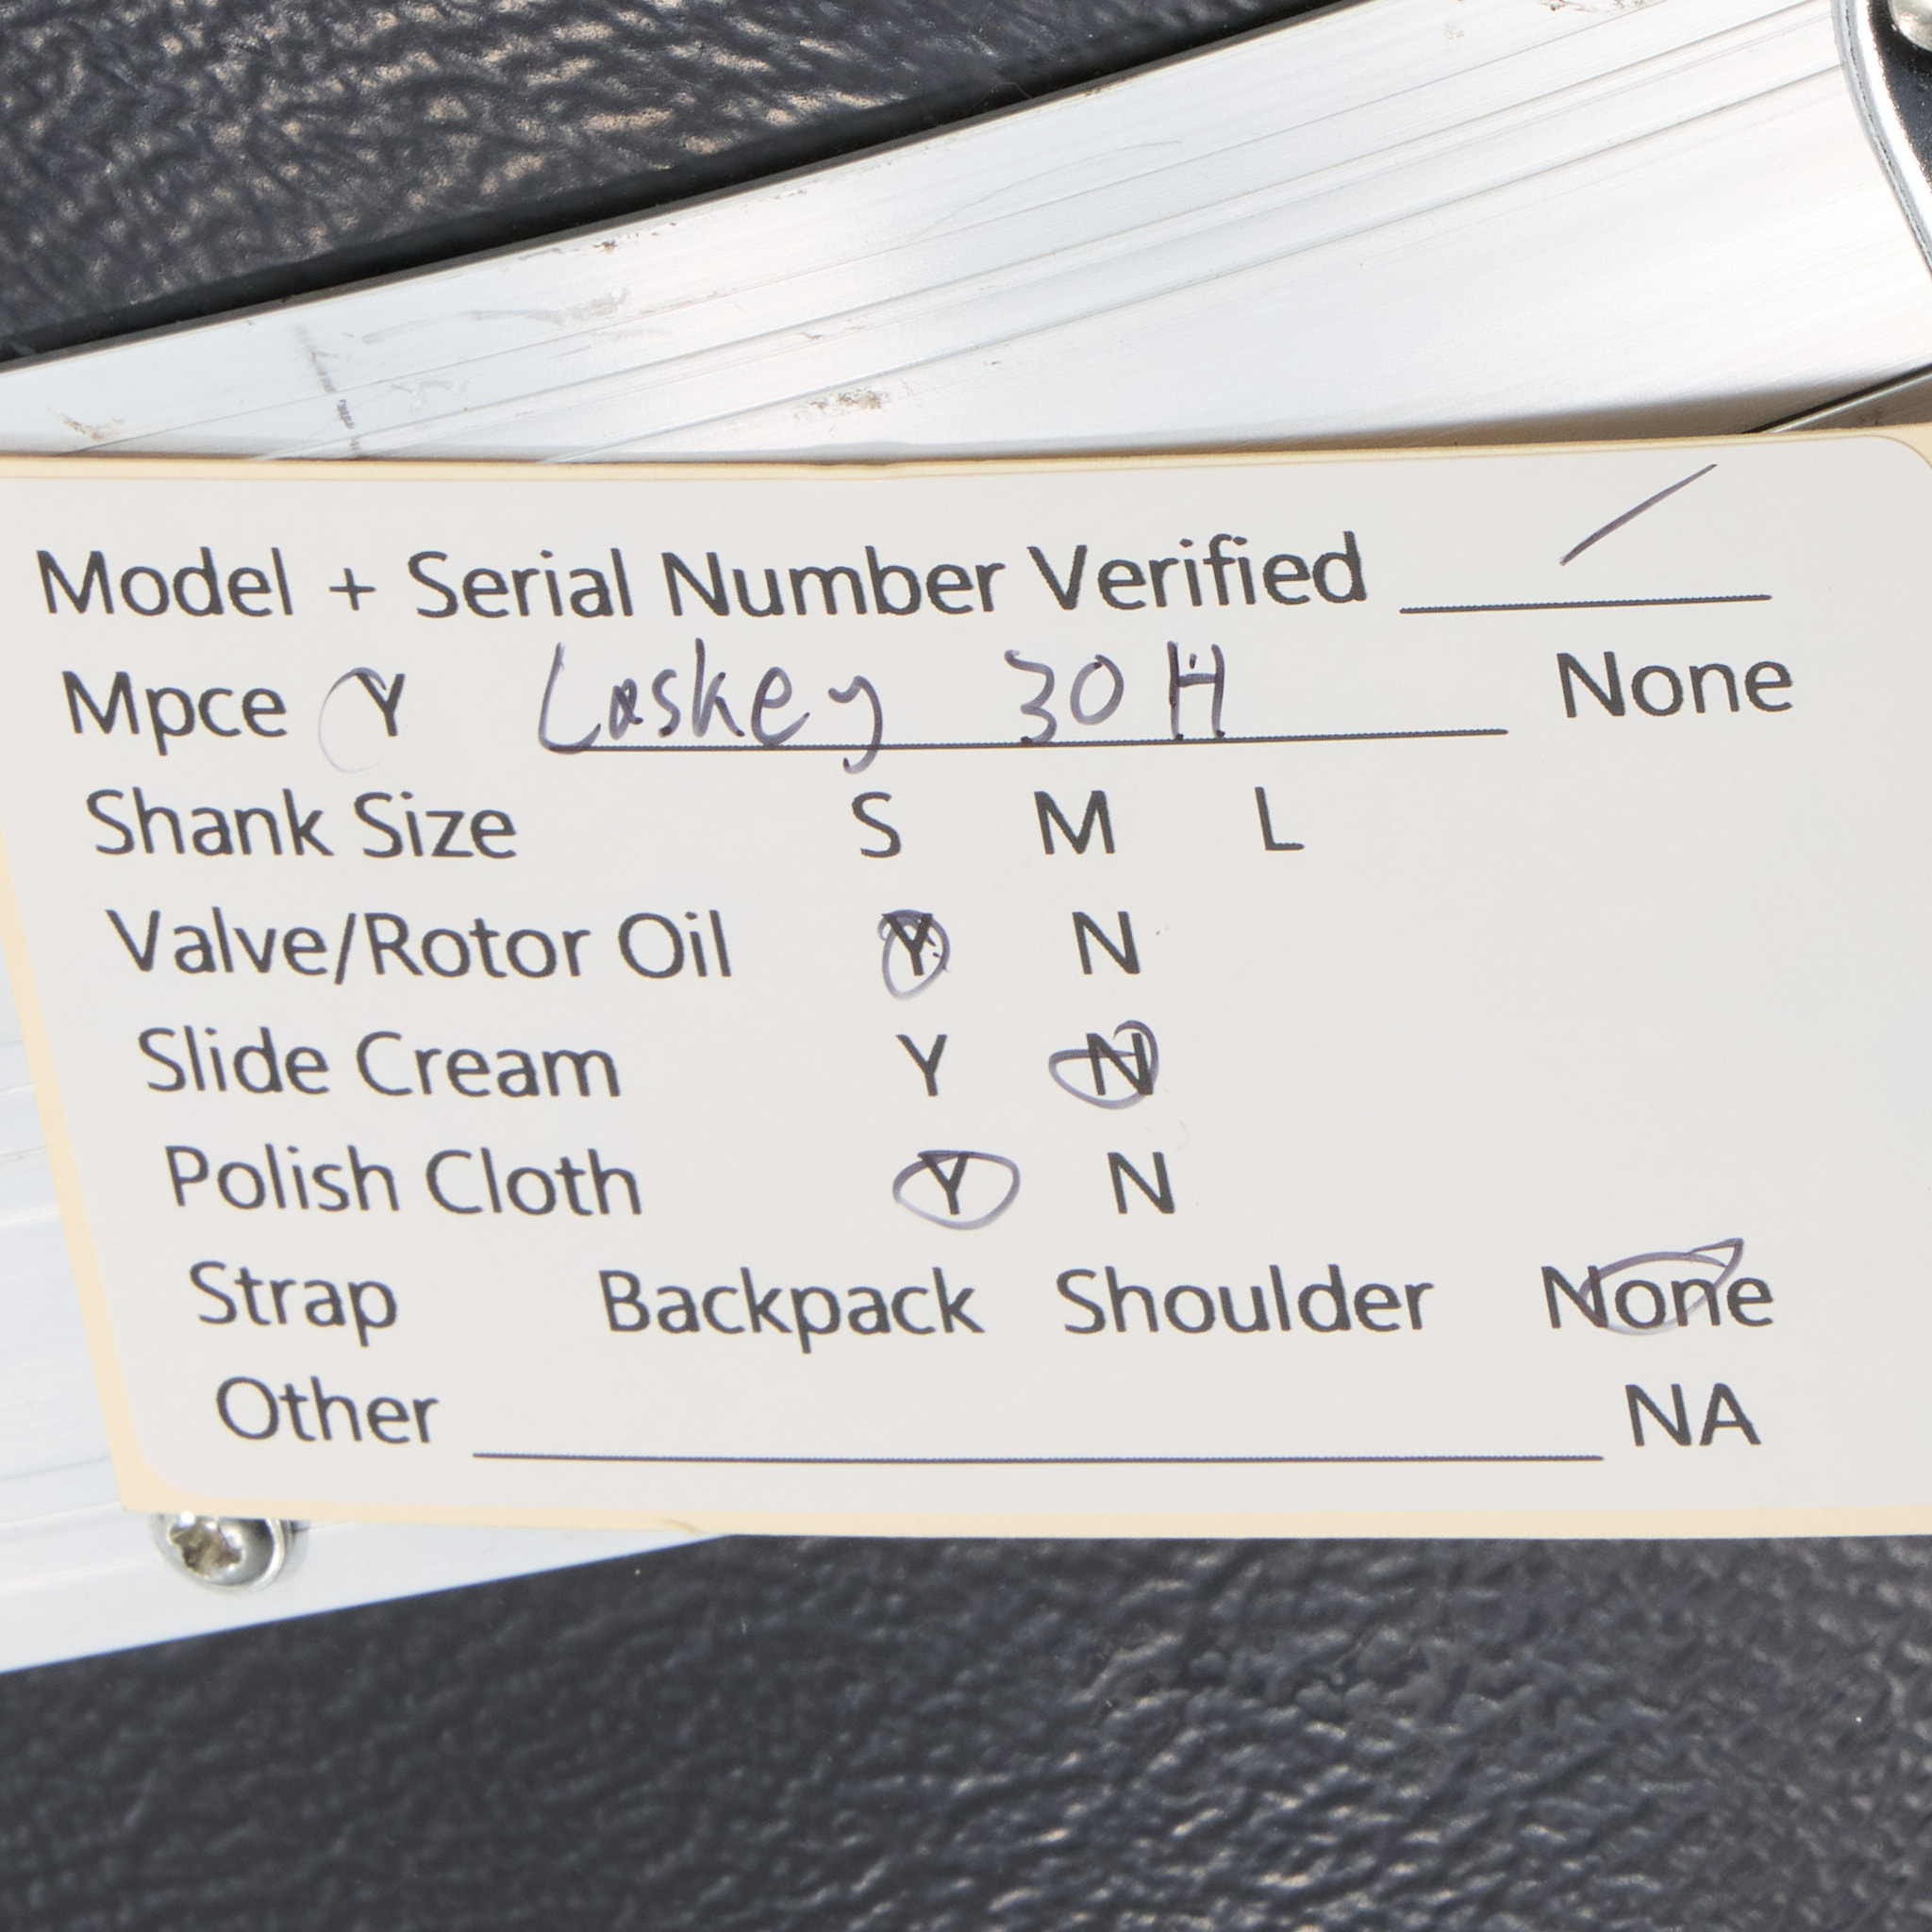 Model + Serial Number Verified /
Mpce Y Laskey 30H None
Shank Size S M L
Valve/Rotor Oil Y N
Slide Cream Y N
Polish Cloth Y N
Strap Backpack Shoulder None
Other NA